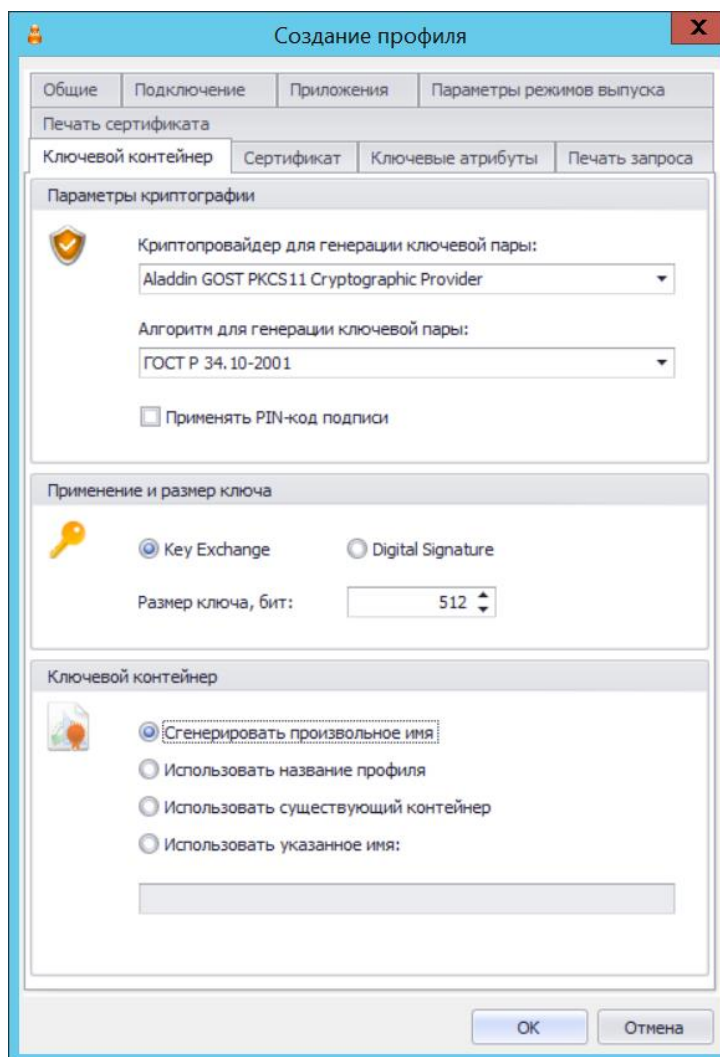 Создание профиля
Общие Подключение Приложения Параметры режимов выпуска
Печать сертификата
Ключевой контейнер Сертификат Ключевые атрибуты Печать запроса
Параметры криптографии
Криптопровайдер для генерации ключевой пары:
Aladdin GOST PKCS11 Cryptographic Provider
Алгоритм для генерации ключевой пары:
ГОСТ Р 34.10-2001
Применять PIN-код подписи
Применение и размер ключа
Key Exchange Digital Signature
Размер ключа, бит: 512
Ключевой контейнер
Сгенерировать произвольное имя
Использовать название профиля
Использовать существующий контейнер
Использовать указанное имя:
OK Отмена